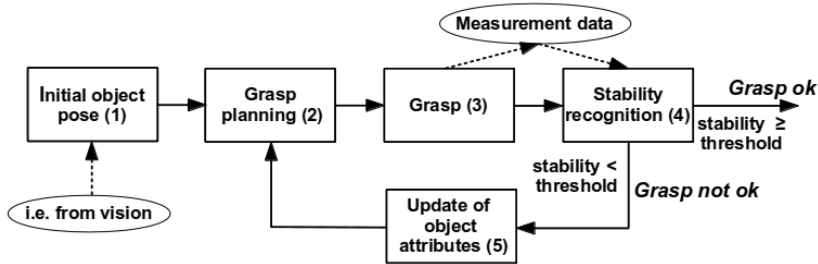 Measurement data
Initial object
pose (1)
Grasp
planning (2)
Grasp (3)
Stability
recognition (4)
Grasp ok
stability ≥
threshold
stability <
threshold
Grasp not ok
i.e. from vision
Update of
object
attributes (5)